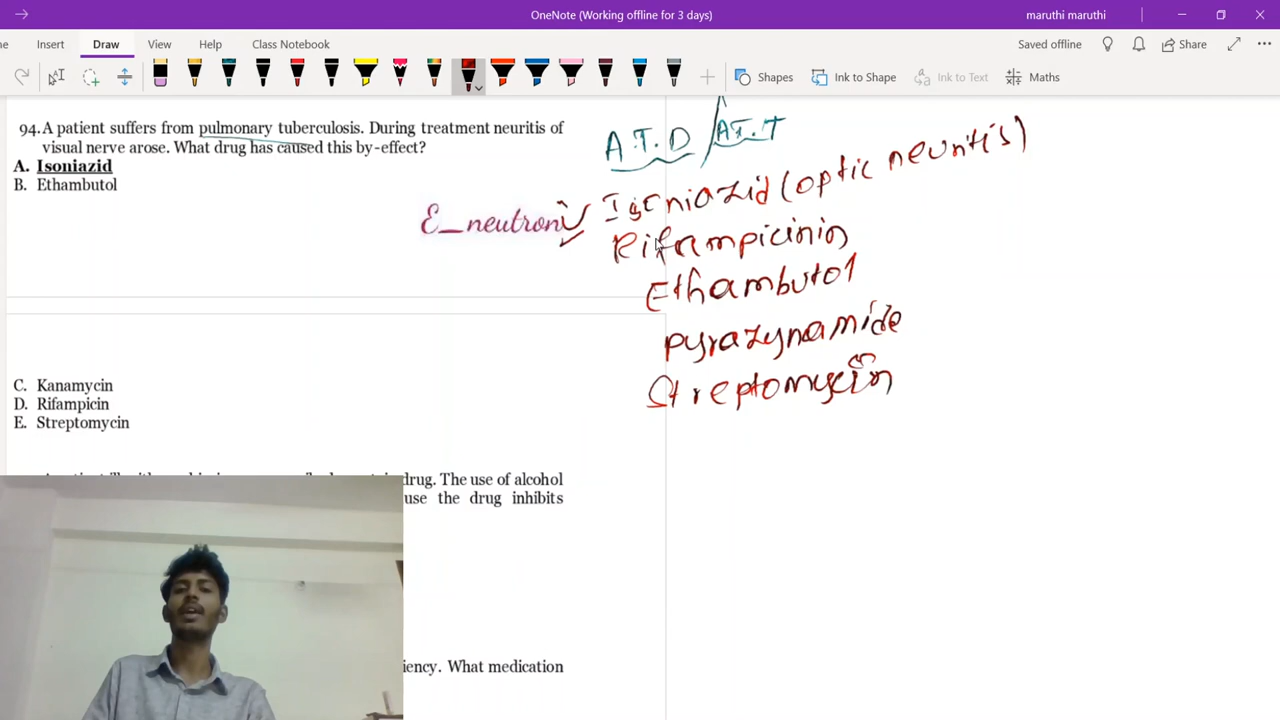 OneNote (Working offline for 3 days)
maruthi maruthi
Insert Draw View Help Class Notebook
Saved offline Share
Shapes Ink to Shape Ink to Text Maths
94. A patient suffers from pulmonary tuberculosis. During treatment neuritis of
visual nerve arose. What drug has caused this by-effect?
A. Isoniazid
B. Ethambutol
C. Kanamycin
D. Rifampicin
E. Streptomycin
drug. The use of alcohol
use the drug inhibits
iency. What medication
A.T.D / A.T.T
Isoniazid (optic neuritis)
E_neutron
Rifampicinin
Ethambutol
pyrazynamide
Streptomycin